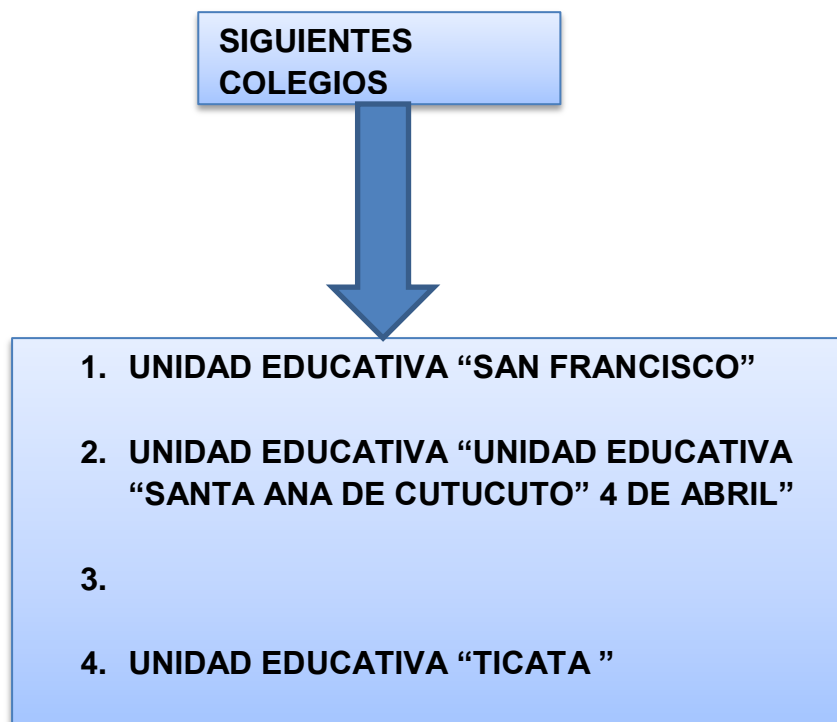 SIGUIENTES
COLEGIOS
1. UNIDAD EDUCATIVA “SAN FRANCISCO”
2. UNIDAD EDUCATIVA “UNIDAD EDUCATIVA
“SANTA ANA DE CUTUCUTO” 4 DE ABRIL”
3.
4. UNIDAD EDUCATIVA “TICATA ”